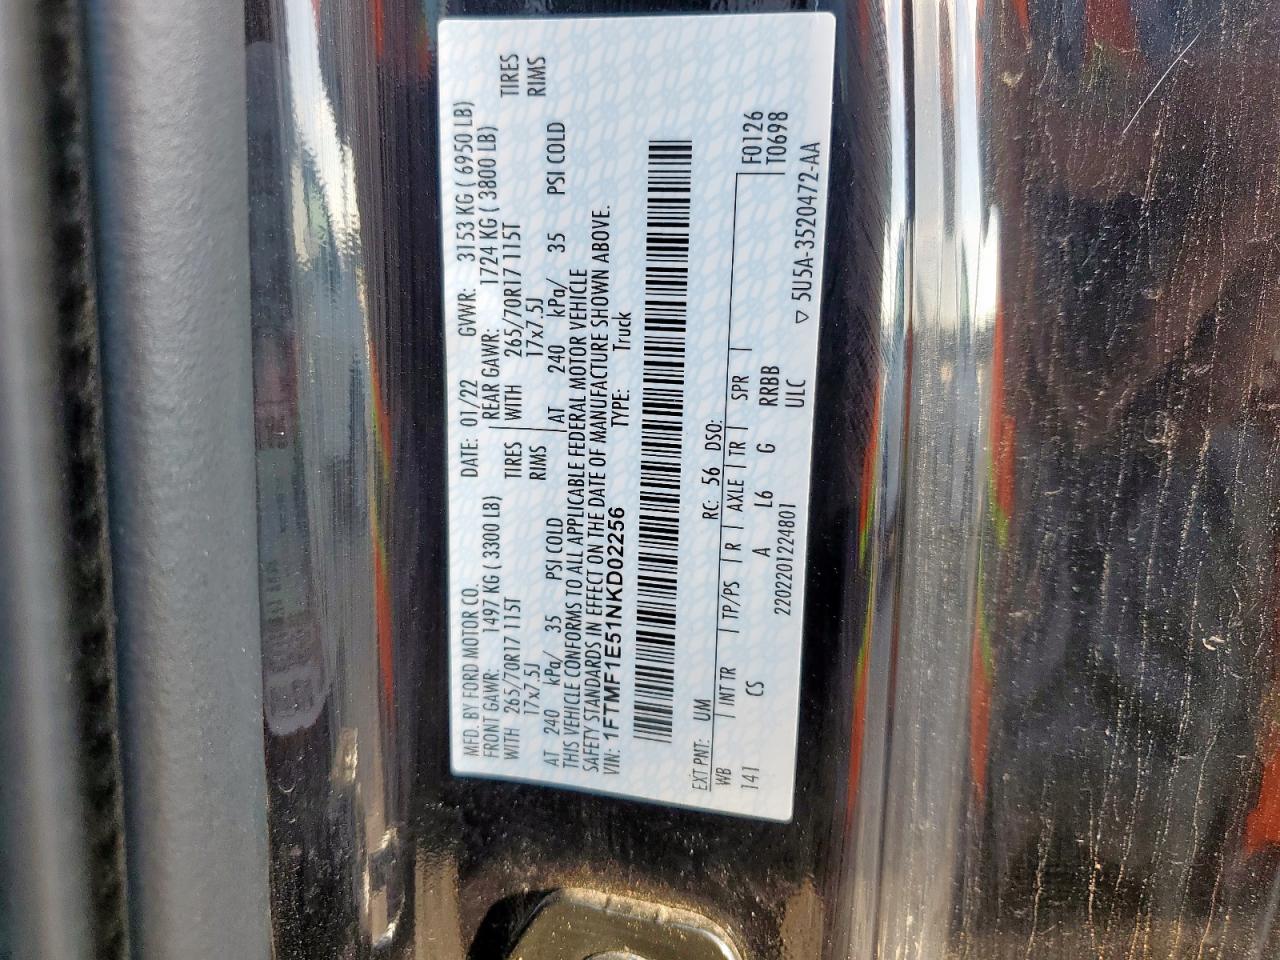 MFD. BY FORD MOTOR CO. DATE: 01/22 GVWR: 3153 KG ( 6950 LB)
FRONT GAWR: 1497 KG ( 3300 LB) REAR GAWR: 1724 KG ( 3800 LB)
WITH 265/70R17 115T TIRES WITH 265/70R17 115T TIRES
17x7.5J RIMS 17x7.5J RIMS
AT 240 kPa/ 35 PSI COLD AT 240 kPa/ 35 PSI COLD
THIS VEHICLE CONFORMS TO ALL APPLICABLE FEDERAL MOTOR VEHICLE
SAFETY STANDARDS IN EFFECT ON THE DATE OF MANUFACTURE SHOWN ABOVE.
VIN: 1FTMF1E51NKD02256 TYPE: Truck
EXT PNT: UM RC: 56 DSO:
WB INT TR TP/PS R AXLE TR SPR F0126
141 CS A L6 G RRBB T0698
2202201224801 ULC
▽ 5U5A-3520472-AA